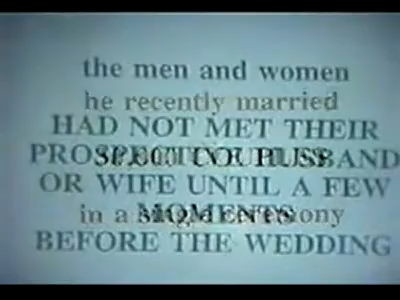 the men and women
he recently married
HAD NOT MET THEIR
PROSPECTIVE HUSBAND
OR WIFE UNTIL A FEW
in a ceremony
MOMENTS
BEFORE THE WEDDING